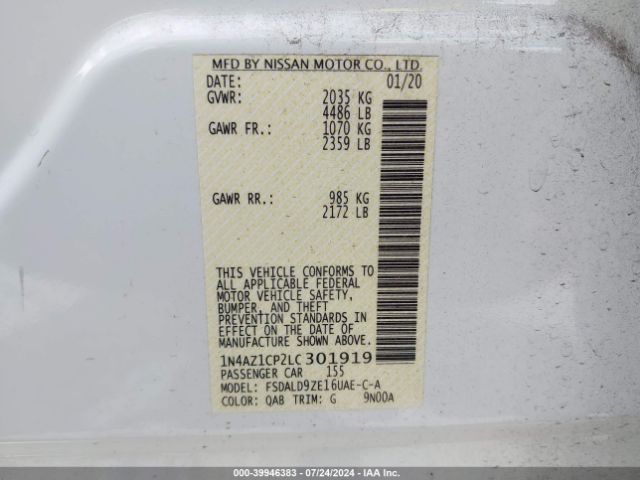 MFD BY NISSAN MOTOR CO., LTD.
DATE: 01/20
GVWR: 2035 KG
4486 LB
GAWR FR.: 1070 KG
2359 LB
GAWR RR.: 985 KG
2172 LB
THIS VEHICLE CONFORMS TO
ALL APPLICABLE FEDERAL
MOTOR VEHICLE SAFETY,
BUMPER, AND THEFT
PREVENTION STANDARDS IN
EFFECT ON THE DATE OF
MANUFACTURE SHOWN ABOVE.
1N4AZ1CP2LC301919
PASSENGER CAR 155
MODEL: FSDALD9ZE16UAE-C-A
COLOR: QAB TRIM: G 9N00A
000-39946383 - 07/24/2024 - IAA Inc.